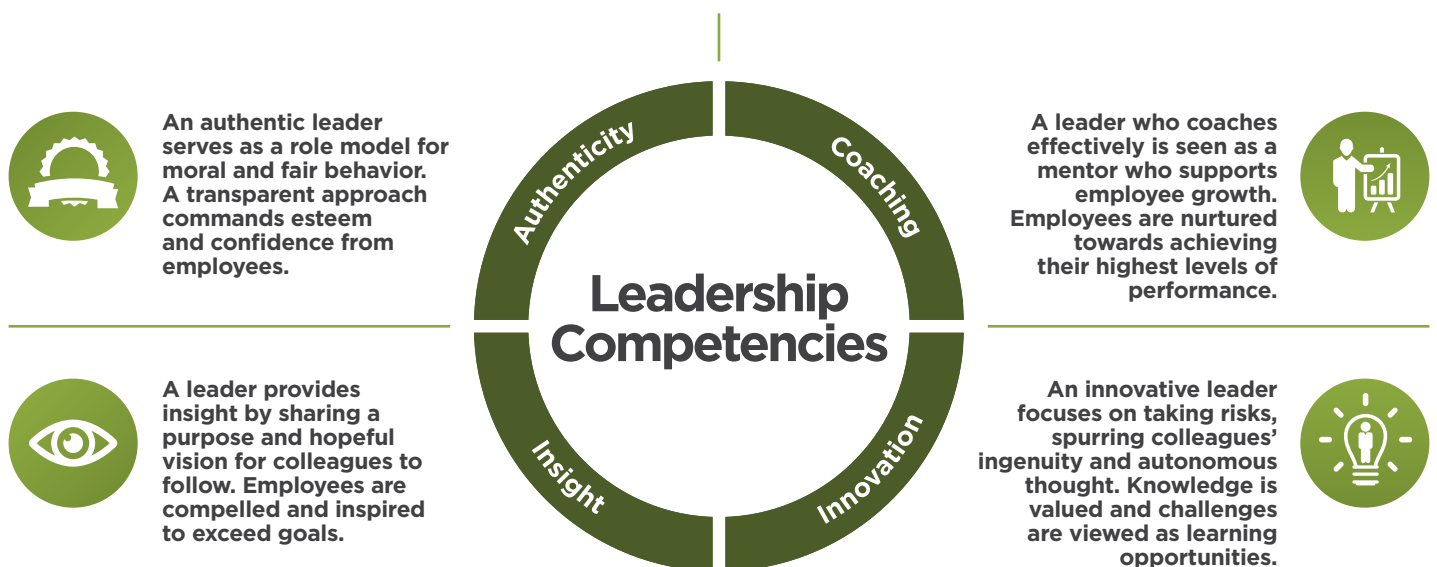 An authentic leader
serves as a role model for
moral and fair behavior.
A transparent approach
commands esteem
and confidence from
employees.
Authenticity
Coaching
A leader who coaches
effectively is seen as a
mentor who supports
employee growth.
Employees are nurtured
towards achieving
their highest levels of
performance.
Leadership
Competencies
A leader provides
insight by sharing a
purpose and hopeful
vision for colleagues to
follow. Employees are
compelled and inspired
to exceed goals.
Insight
Innovation
An innovative leader
focuses on taking risks,
spurring colleagues’
ingenuity and autonomous
thought. Knowledge is
valued and challenges
are viewed as learning
opportunities.